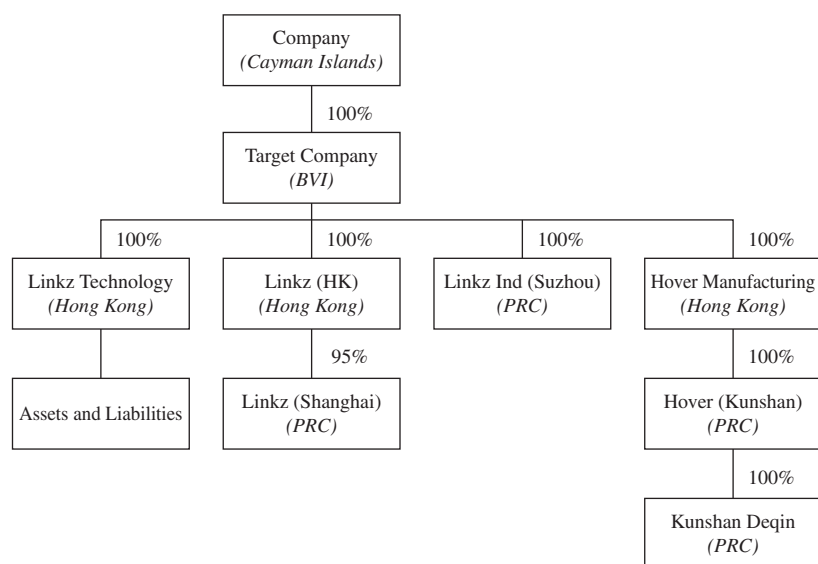 Company
(Cayman Islands)
100%
Target Company
(BVI)
100%
100%
100%
100%
Linkz Technology
(Hong Kong)
Linkz (HK)
(Hong Kong)
Linkz Ind (Suzhou)
(PRC)
Hover Manufacturing
(Hong Kong)
95%
100%
Assets and Liabilities
Linkz (Shanghai)
(PRC)
Hover (Kunshan)
(PRC)
100%
Kunshan Deqin
(PRC)